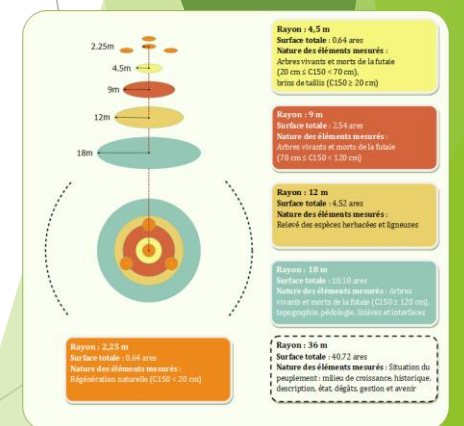 2.25m
4.5m
9m
12m
18m
Rayon : 4,5 m
Surface totale : 0.64 ares
Nature des éléments mesurés :
Arbres vivants et morts de la futaie
(20 cm ≤ C150 < 70 cm),
brins de taillis (C150 ≥ 20 cm)
Rayon : 9 m
Surface totale : 2.54 ares
Nature des éléments mesurés :
Arbres vivants et morts de la futaie
(70 cm ≤ C150 < 120 cm)
Rayon : 12 m
Surface totale : 4.52 ares
Nature des éléments mesurés :
Relevé des espèces herbacées et ligneuses
Rayon : 18 m
Surface totale : 10.18 ares
Nature des éléments mesurés : Arbres
vivants et morts de la futaie (C150 ≥ 120 cm),
topographie, pédologie, lisières et interfaces
Rayon : 2,25 m
Surface totale : 0,64 ares
Nature des éléments mesurés :
Régénération naturelle (C150 < 20 cm)
Rayon : 36 m
Surface totale : 40.72 ares
Nature des éléments mesurés : Situation du
peuplement : milieu de croissance, historique,
description, état, dégâts, gestion et avenir